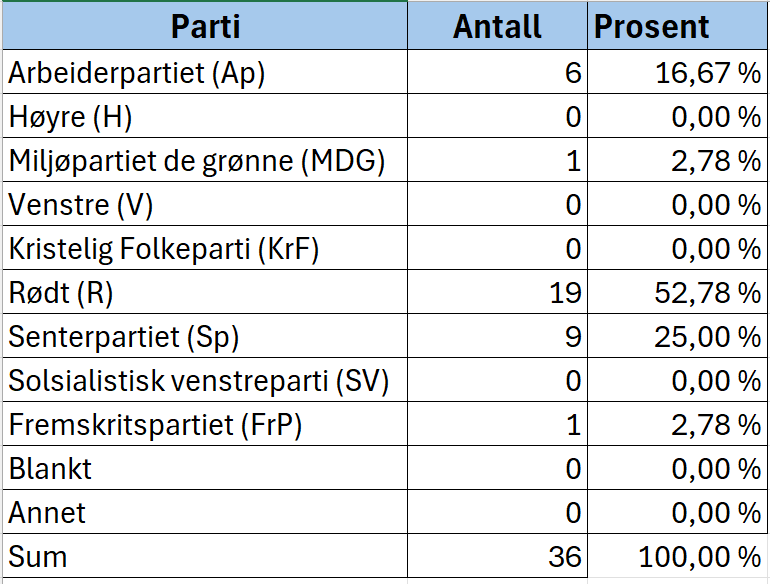 Parti Antall Prosent
Arbeiderpartiet (Ap) 6 16,67 %
Høyre (H) 0 0,00 %
Miljøpartiet de grønne (MDG) 1 2,78 %
Venstre (V) 0 0,00 %
Kristelig Folkeparti (KrF) 0 0,00 %
Rødt (R) 19 52,78 %
Senterpartiet (Sp) 9 25,00 %
Solsialistisk venstreparti (SV) 0 0,00 %
Fremskritspartiet (FrP) 1 2,78 %
Blankt 0 0,00 %
Annet 0 0,00 %
Sum 36 100,00 %